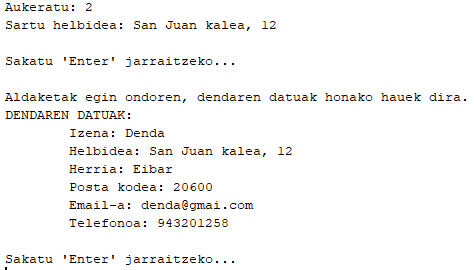 Aukeratu: 2
Sartu helbidea: San Juan kalea, 12
Sakatu 'Enter' jarraitzeko...
Aldaketak egin ondoren, dendaren datuak honako hauek dira.
DENDAREN DATUAK:
Izena: Denda
Helbidea: San Juan kalea, 12
Herria: Eibar
Posta kodea: 20600
Email-a: denda@gmai.com
Telefonoa: 943201258
Sakatu 'Enter' jarraitzeko...